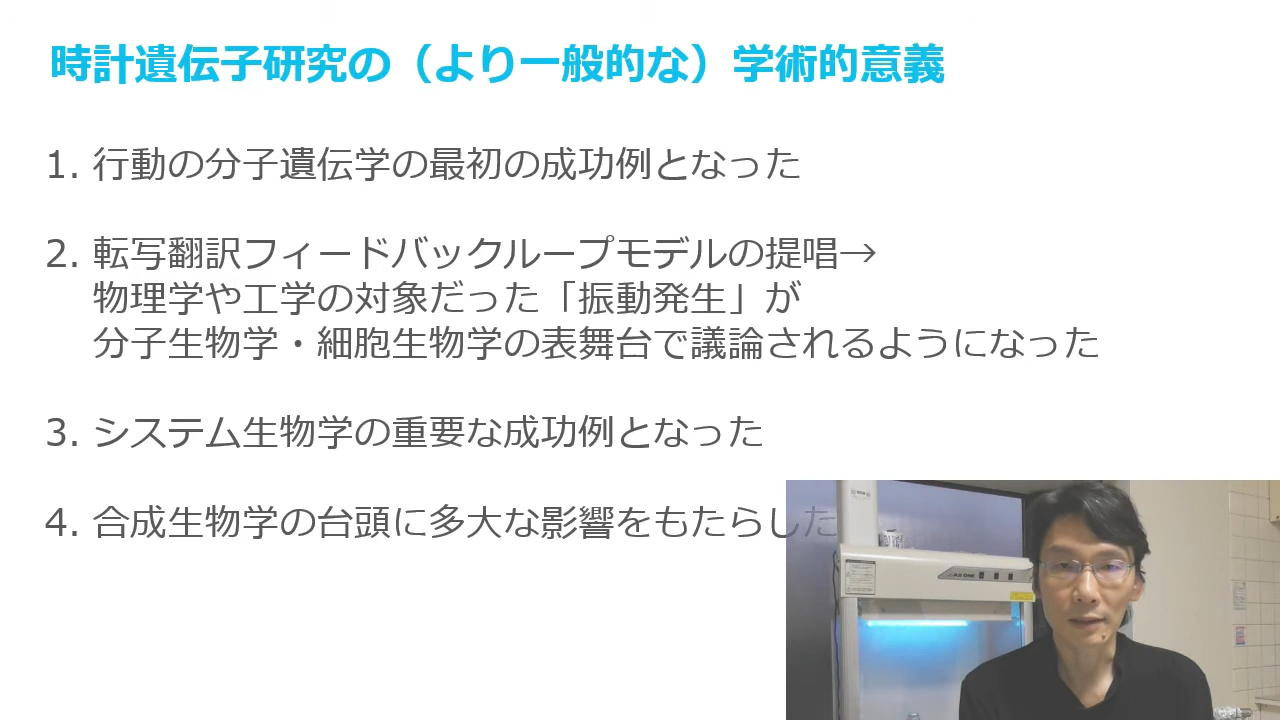 時計遺伝子研究の（より一般的な）学術的意義
1. 行動の分子遺伝学の最初の成功例となった
2. 転写翻訳フィードバックループモデルの提唱→
物理学や工学の対象だった「振動発生」が
分子生物学・細胞生物学の表舞台で議論されるようになった
3. システム生物学の重要な成功例となった
4. 合成生物学の台頭に多大な影響をもたらした
AS ONE